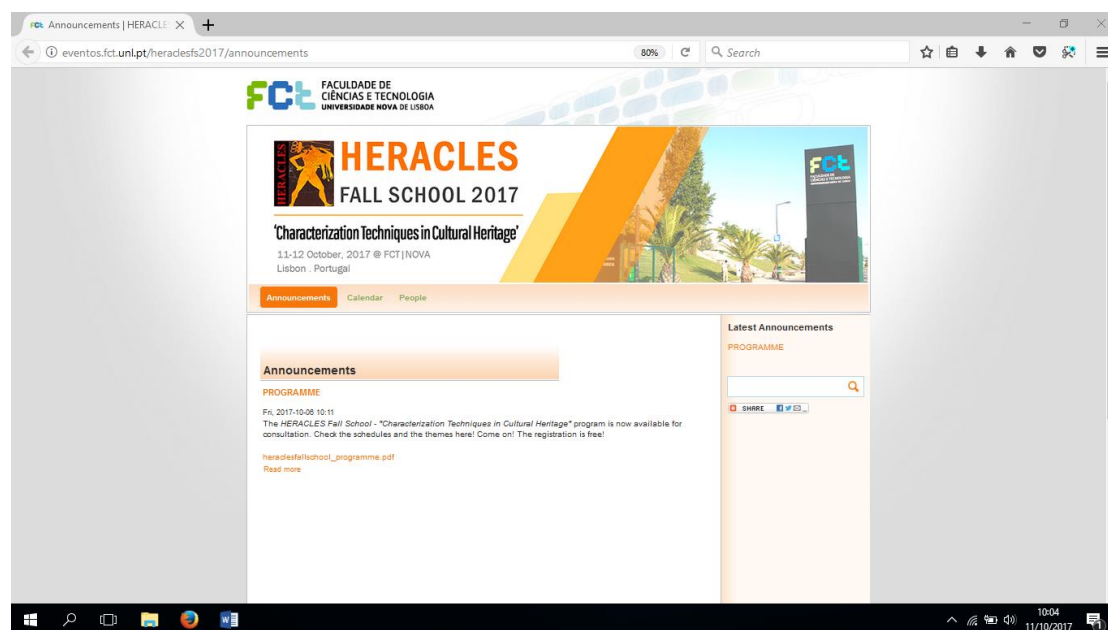 FCt Announcements | HERACLE
eventos.fct.unl.pt/heraclesfs2017/announcements
80%
Search
FCt
FACULDADE DE
CIÊNCIAS E TECNOLOGIA
UNIVERSIDADE NOVA DE LISBOA
HERACLES
HERACLES
FALL SCHOOL 2017
'Characterization Techniques in Cultural Heritage'
11-12 October, 2017 @ FCT|NOVA
Lisbon . Portugal
FCt
Announcements
Calendar
People
Announcements
PROGRAMME
Fri, 2017-10-06 10:11
The HERACLES Fall School - "Characterization Techniques in Cultural Heritage" program is now available for
consultation. Check the schedules and the themes here! Come on! The registration is free!
heraclesfallschool_programme.pdf
Read more
Latest Announcements
PROGRAMME
SHARE
10:04
11/10/2017